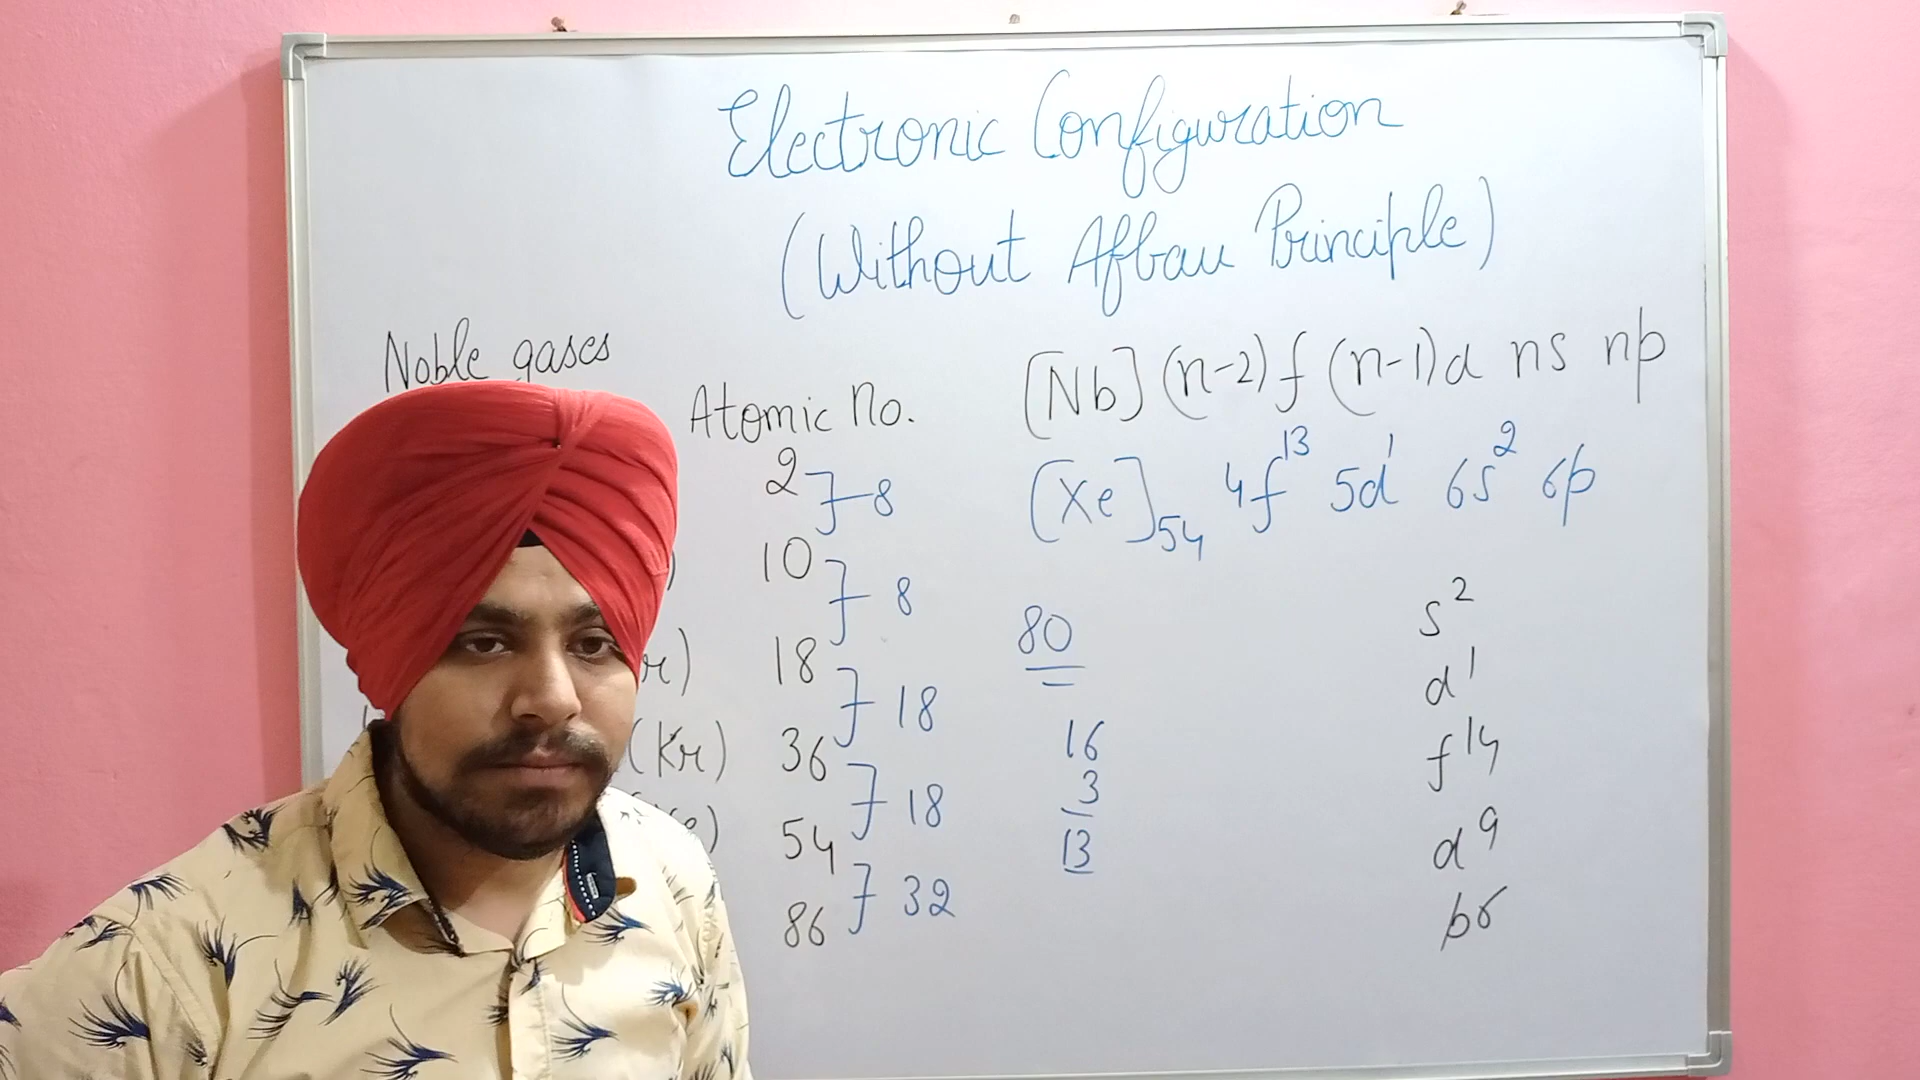 Electronic Configuration
(Without Afbau Principle)
Noble gases
Atomic No.
[Nb] (n-2)f (n-1)d ns np
2
8
[Xe]54 4f13 5d1 6s2 6p
10
8
80
s2
18
18
d1
(Kr) 36
18
16
3
13
f14
54
32
d9
86
p6